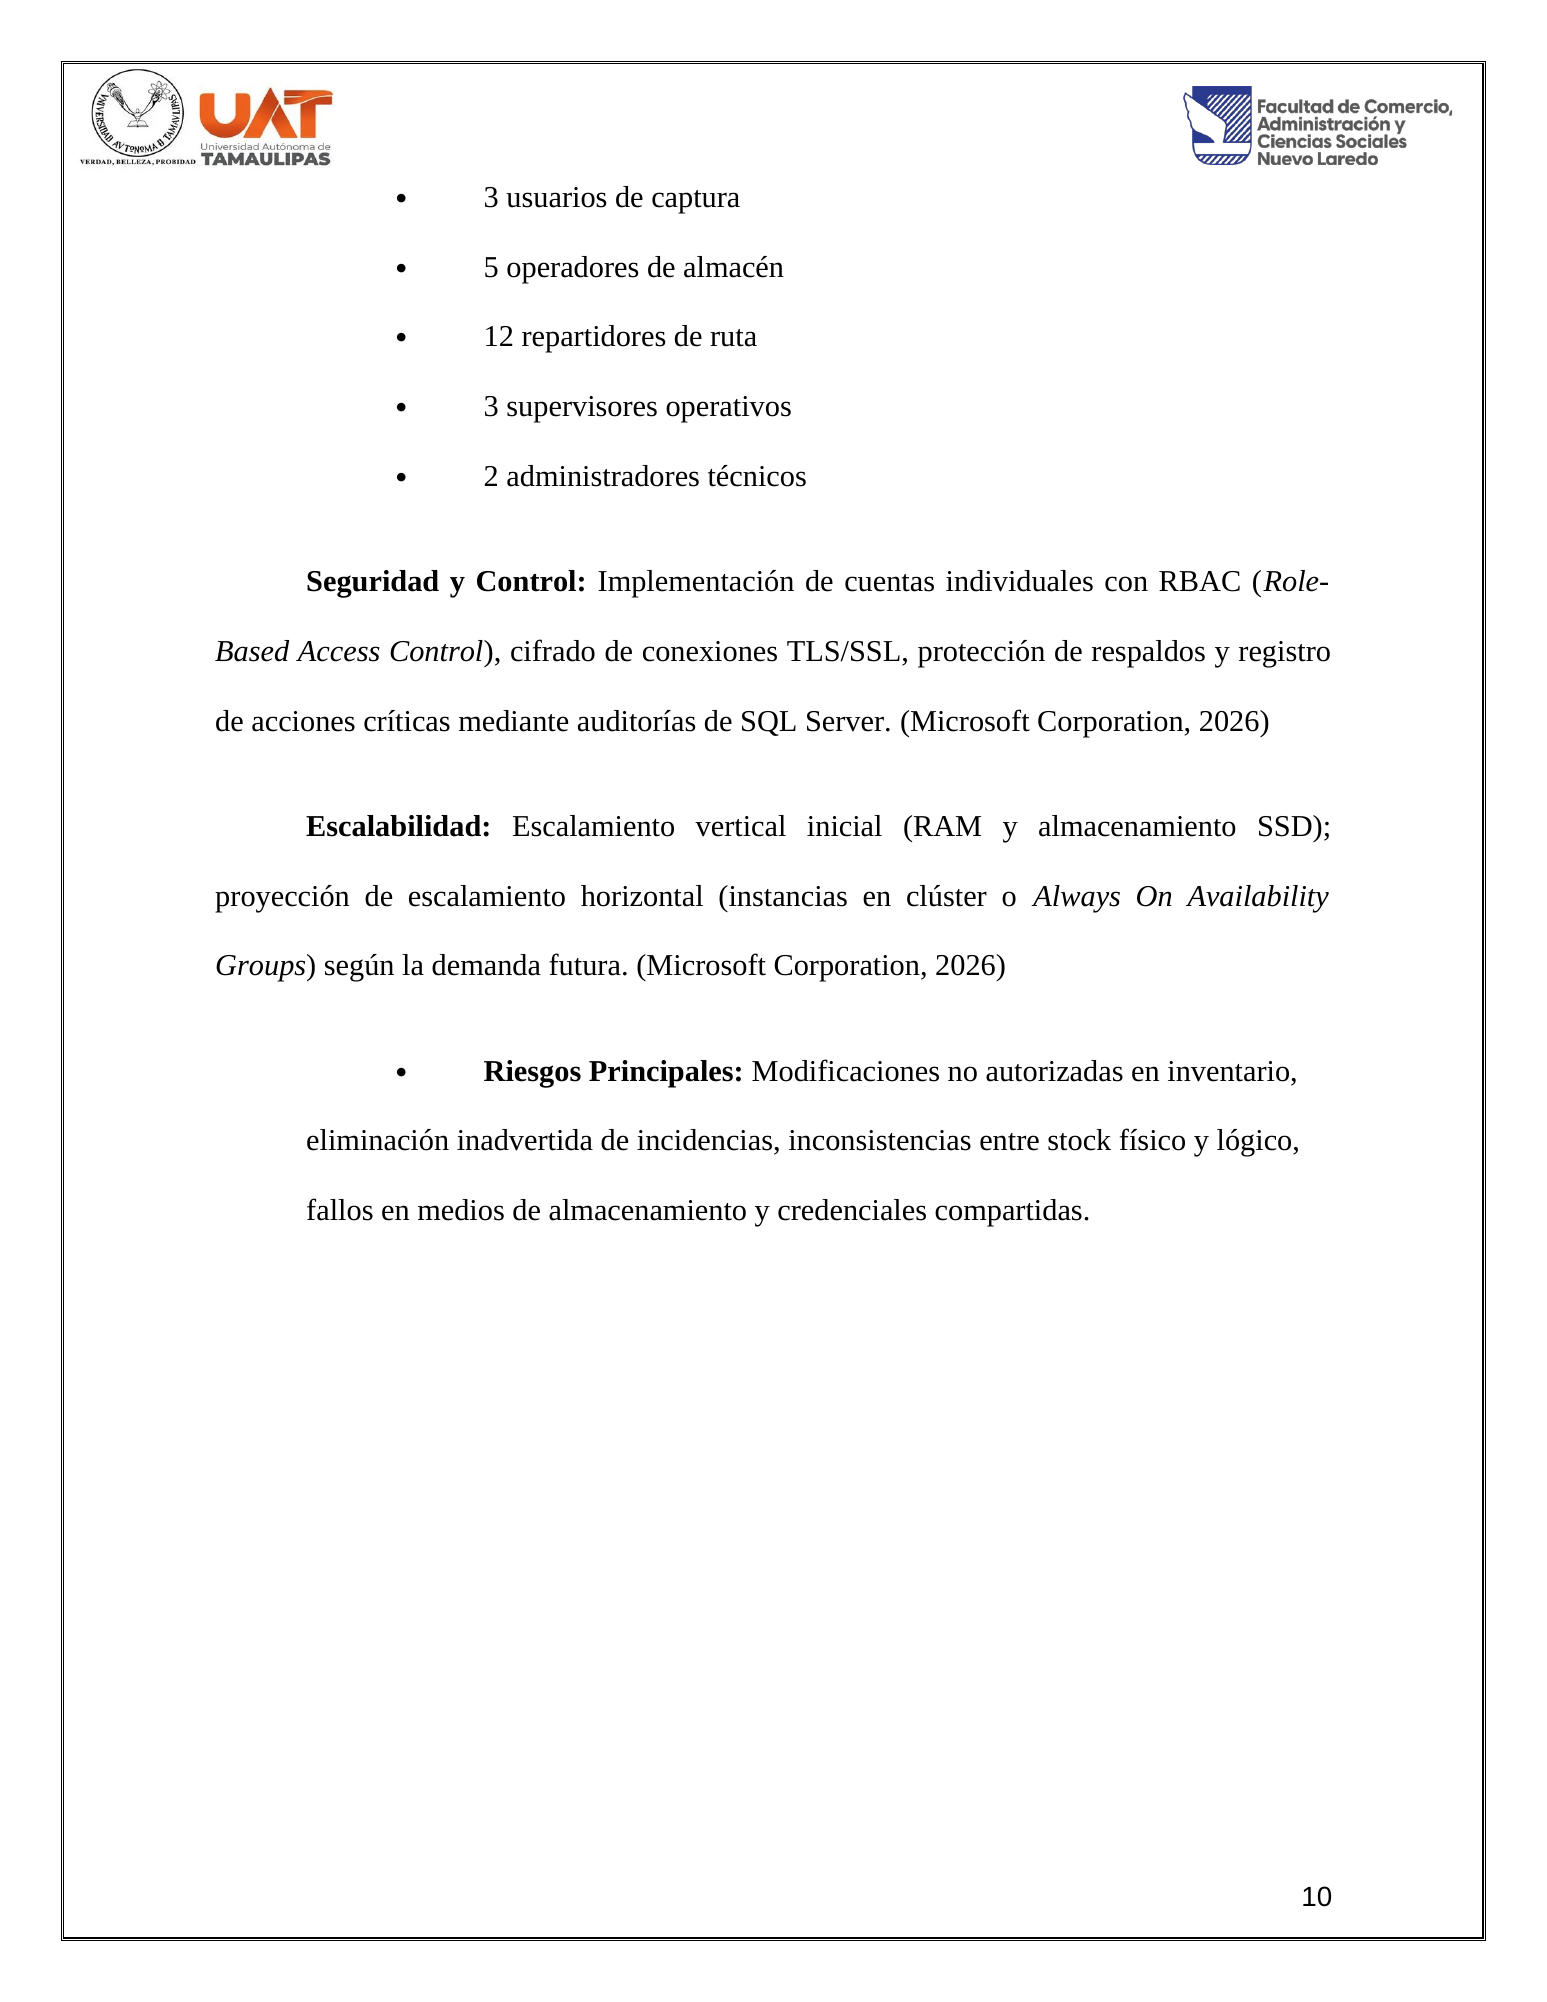 UNIVERSIDAD AVTONOMA D TAMAVLIPAS
VERDAD, BELLEZA, PROBIDAD
UAT
Universidad Autónoma de
TAMAULIPAS
Facultad de Comercio,
Administración y
Ciencias Sociales
Nuevo Laredo
• 3 usuarios de captura
• 5 operadores de almacén
• 12 repartidores de ruta
• 3 supervisores operativos
• 2 administradores técnicos
Seguridad y Control: Implementación de cuentas individuales con RBAC (Role-
Based Access Control), cifrado de conexiones TLS/SSL, protección de respaldos y registro
de acciones críticas mediante auditorías de SQL Server. (Microsoft Corporation, 2026)
Escalabilidad: Escalamiento vertical inicial (RAM y almacenamiento SSD);
proyección de escalamiento horizontal (instancias en clúster o Always On Availability
Groups) según la demanda futura. (Microsoft Corporation, 2026)
• Riesgos Principales: Modificaciones no autorizadas en inventario,
eliminación inadvertida de incidencias, inconsistencias entre stock físico y lógico,
fallos en medios de almacenamiento y credenciales compartidas.
10